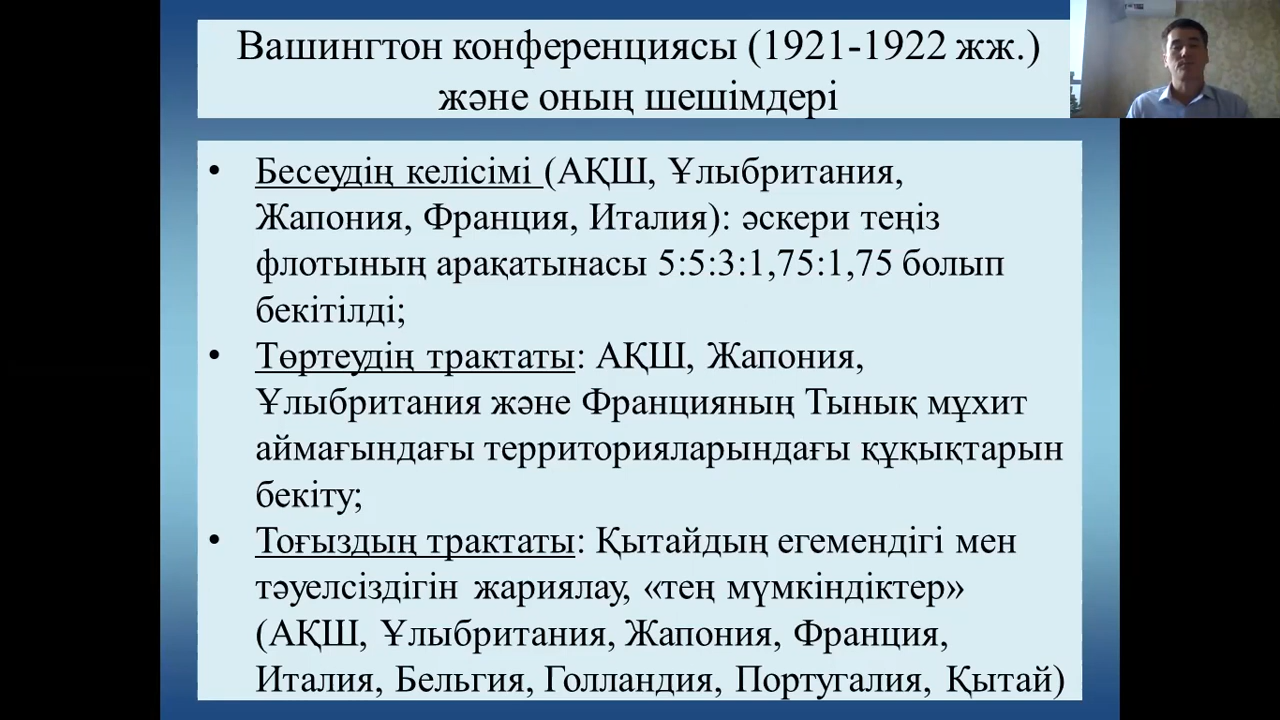 Вашингтон конференциясы (1921-1922 жж.)
және оның шешімдері
• Бесеудің келісімі (АҚШ, Ұлыбритания,
Жапония, Франция, Италия): әскери теңіз
флотының арақатынасы 5:5:3:1,75:1,75 болып
бекітілді;
• Төртеудің трактаты: АҚШ, Жапония,
Ұлыбритания және Францияның Тынық мұхит
аймағындағы территорияларындағы құқықтарын
бекіту;
• Тоғыздың трактаты: Қытайдың егемендігі мен
тәуелсіздігін жариялау, «тең мүмкіндіктер»
(АҚШ, Ұлыбритания, Жапония, Франция,
Италия, Бельгия, Голландия, Португалия, Қытай)